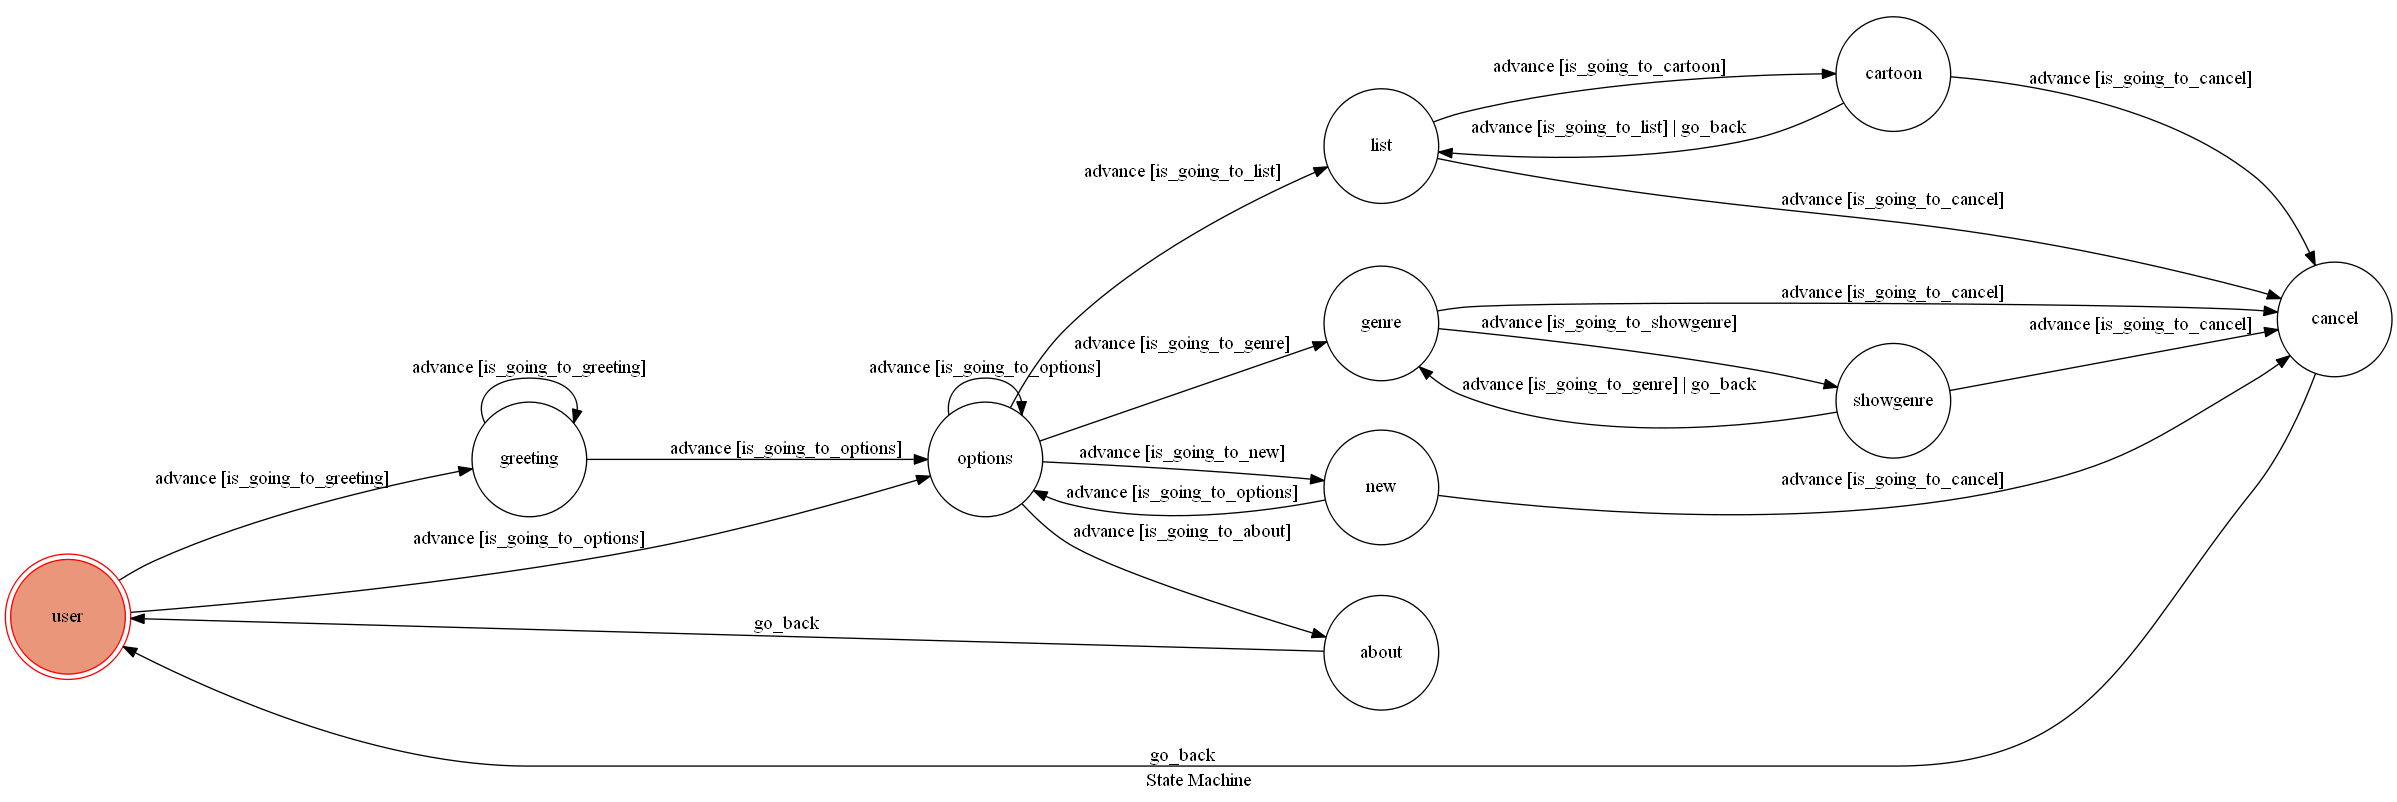 cartoon
advance [is_going_to_cartoon]
advance [is_going_to_cancel]
advance [is_going_to_list] | go_back
list
advance [is_going_to_list]
advance [is_going_to_cancel]
advance [is_going_to_cancel]
genre
advance [is_going_to_showgenre]
advance [is_going_to_cancel]
cancel
advance [is_going_to_genre]
advance [is_going_to_greeting]
advance [is_going_to_options]
advance [is_going_to_genre] | go_back
showgenre
greeting
advance [is_going_to_options]
options
advance [is_going_to_new]
advance [is_going_to_greeting]
advance [is_going_to_options]
new
advance [is_going_to_cancel]
advance [is_going_to_options]
advance [is_going_to_about]
user
go_back
about
go_back
State Machine